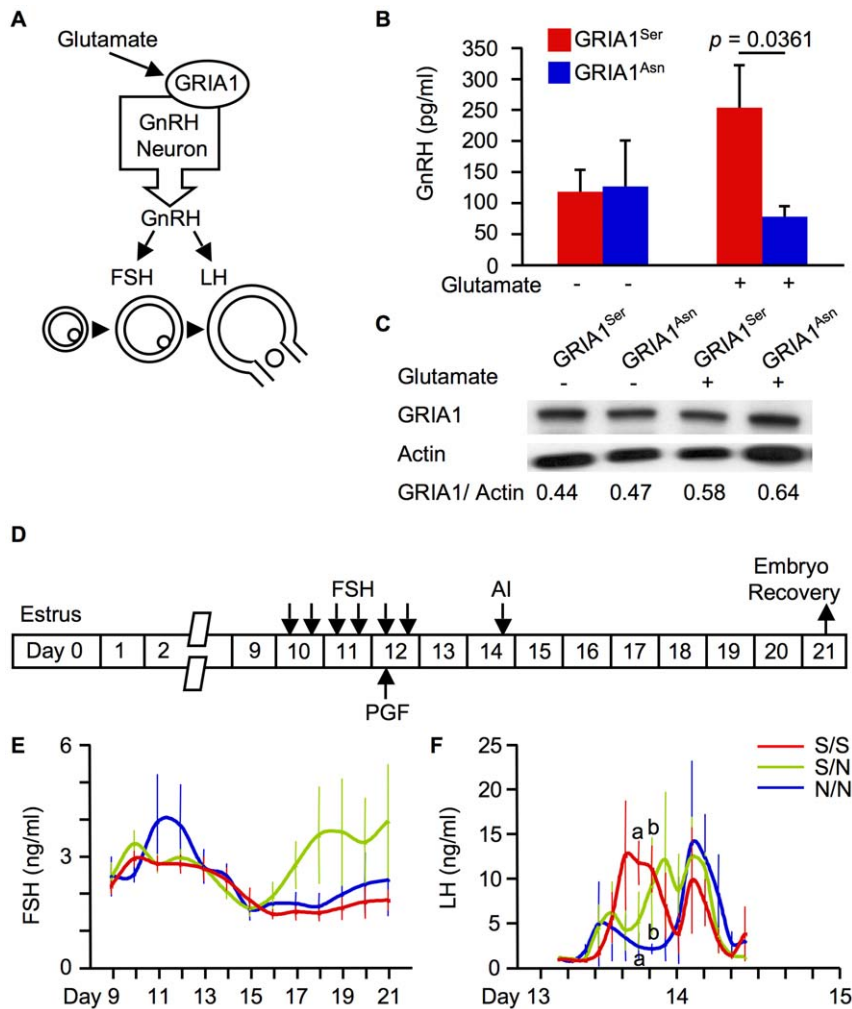 A
Glutamate
GRIA1
GnRH
Neuron
GnRH
FSH LH
B
GRIA1Ser
GRIA1Asn
p = 0.0361
GnRH (pg/ml)
350
300
250
200
150
100
50
0
Glutamate - - + +
C
GRIA1Ser GRIA1Asn GRIA1Ser GRIA1Asn
Glutamate - - + +
GRIA1
Actin
GRIA1/ Actin 0.44 0.47 0.58 0.64
D
Estrus FSH AI Embryo
Recovery
Day 0 1 2 9 10 11 12 13 14 15 16 17 18 19 20 21
PGF
E
FSH (ng/ml)
6
3
0
Day 9 11 13 15 17 19 21
F
LH (ng/ml)
25
20
15
10
5
0
a b
b
a
Day 13 14 15
S/S
S/N
N/N